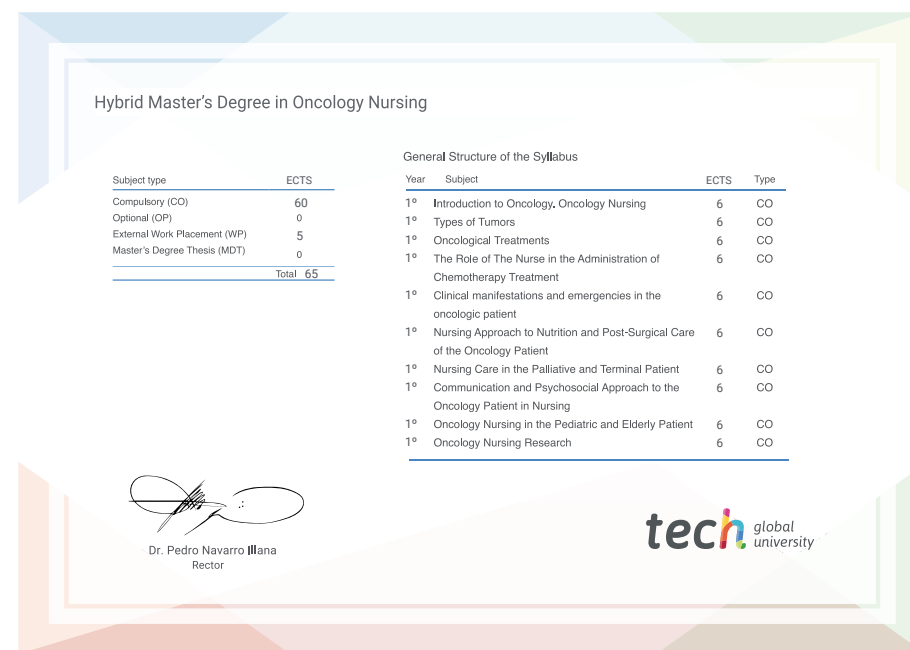 Hybrid Master's Degree in Oncology Nursing
Subject type ECTS
Compulsory (CO) 60
Optional (OP) 0
External Work Placement (WP) 5
Master's Degree Thesis (MDT) 0
Total 65
General Structure of the Syllabus
Year Subject ECTS Type
1º Introduction to Oncology. Oncology Nursing 6 CO
1º Types of Tumors 6 CO
1º Oncological Treatments 6 CO
1º The Role of The Nurse in the Administration of 6 CO
Chemotherapy Treatment
1º Clinical manifestations and emergencies in the 6 CO
oncologic patient
1º Nursing Approach to Nutrition and Post-Surgical Care 6 CO
of the Oncology Patient
1º Nursing Care in the Palliative and Terminal Patient 6 CO
1º Communication and Psychosocial Approach to the 6 CO
Oncology Patient in Nursing
1º Oncology Nursing in the Pediatric and Elderly Patient 6 CO
1º Oncology Nursing Research 6 CO
Dr. Pedro Navarro Illana
Rector
tech global
university